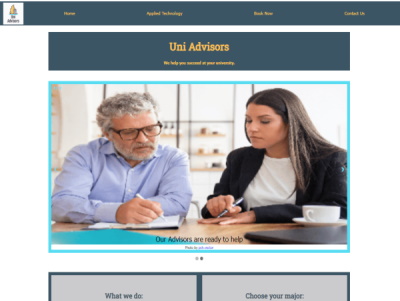 Uni
Advisors
Home
Applied Technology
Book Now
Contact Us
Uni Advisors
We help you succeed at your university.
Our Advisors are ready to help
Photo by
What we do:
Choose your major: